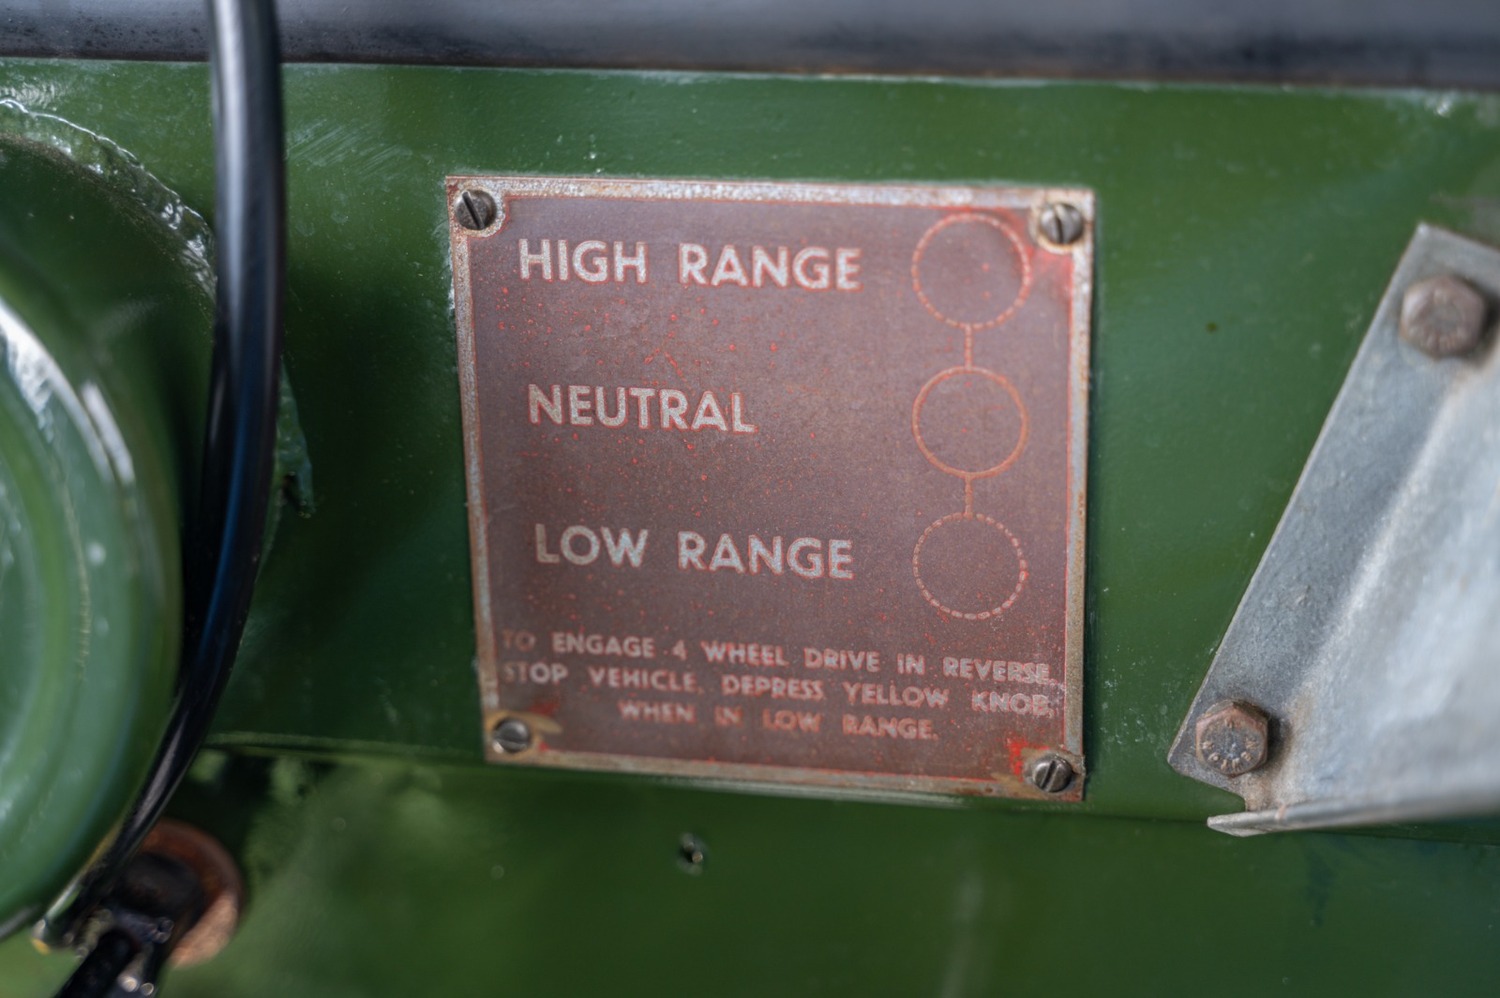 HIGH RANGE
NEUTRAL
LOW RANGE
TO ENGAGE 4 WHEEL DRIVE IN REVERSE,
STOP VEHICLE, DEPRESS YELLOW KNOB,
WHEN IN LOW RANGE.